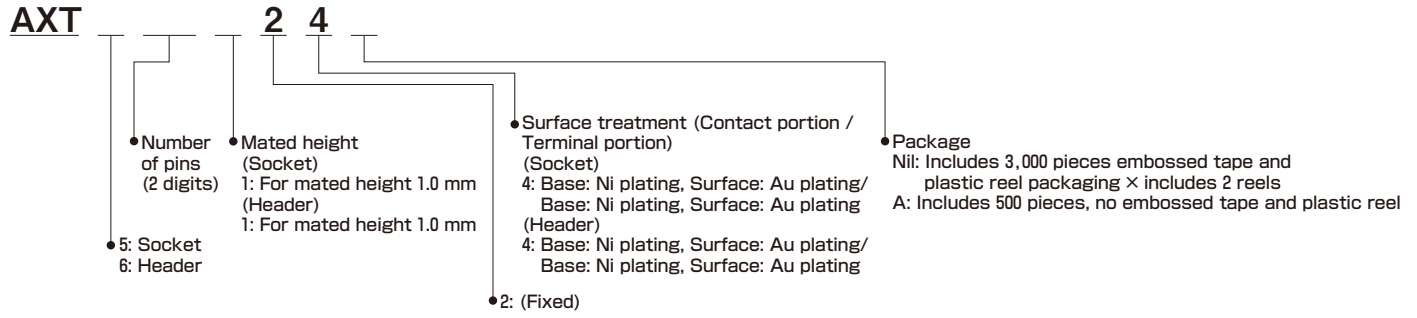 AXT 2 4
Number
of pins
(2 digits)
Mated height
(Socket)
1: For mated height 1.0 mm
(Header)
1: For mated height 1.0 mm
5: Socket
6: Header
Surface treatment (Contact portion /
Terminal portion)
(Socket)
4: Base: Ni plating, Surface: Au plating/
Base: Ni plating, Surface: Au plating
(Header)
4: Base: Ni plating, Surface: Au plating/
Base: Ni plating, Surface: Au plating
2: (Fixed)
Package
Nil: Includes 3,000 pieces embossed tape and
plastic reel packaging × includes 2 reels
A: Includes 500 pieces, no embossed tape and plastic reel